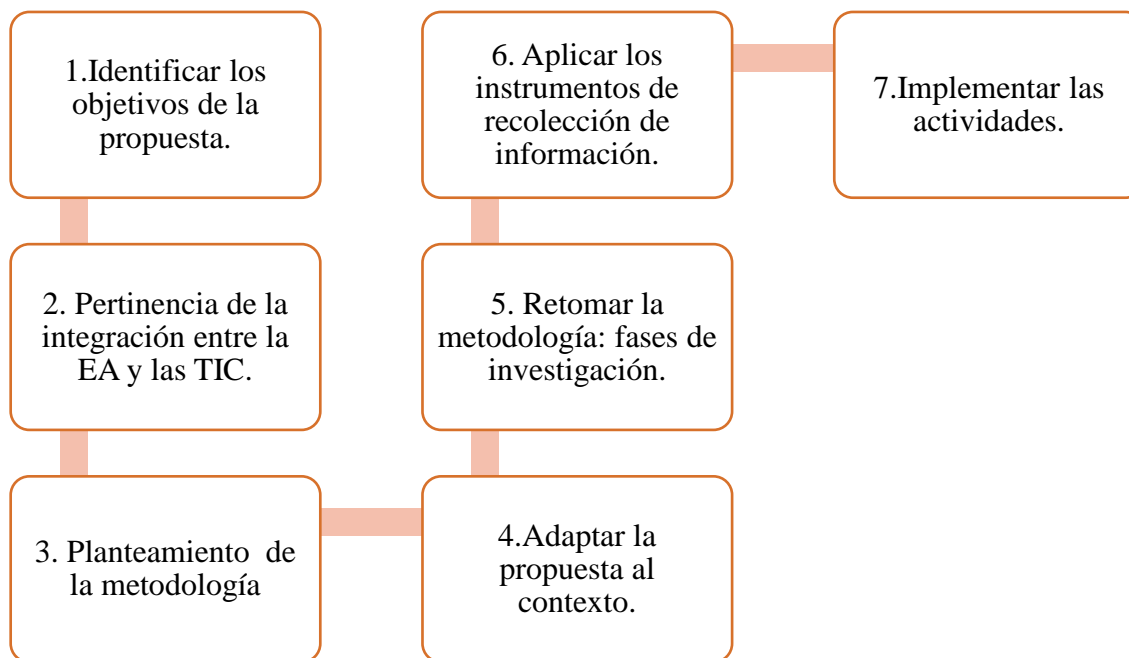 1.Identificar los
objetivos de la
propuesta.
2. Pertinencia de la
integración entre la
EA y las TIC.
3. Planteamiento de
la metodología
4.Adaptar la
propuesta al
contexto.
5. Retomar la
metodología: fases de
investigación.
6. Aplicar los
instrumentos de
recolección de
información.
7.Implementar las
actividades.